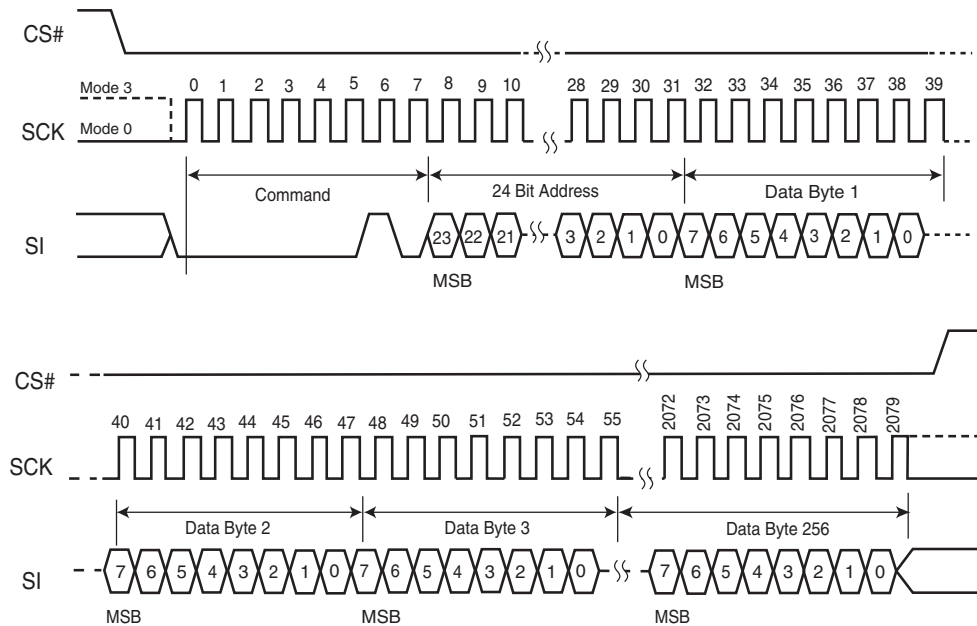 CS#
Mode 3
0 1 2 3 4 5 6 7 8 9 10 28 29 30 31 32 33 34 35 36 37 38 39
SCK
Mode 0
Command
24 Bit Address
Data Byte 1
SI
23 22 21 3 2 1 0 7 6 5 4 3 2 1 0
MSB
MSB
CS#
40 41 42 43 44 45 46 47 48 49 50 51 52 53 54 55 2072 2073 2074 2075 2076 2077 2078 2079
SCK
Data Byte 2
Data Byte 3
Data Byte 256
SI
7 6 5 4 3 2 1 0 7 6 5 4 3 2 1 0 7 6 5 4 3 2 1 0
MSB
MSB
MSB